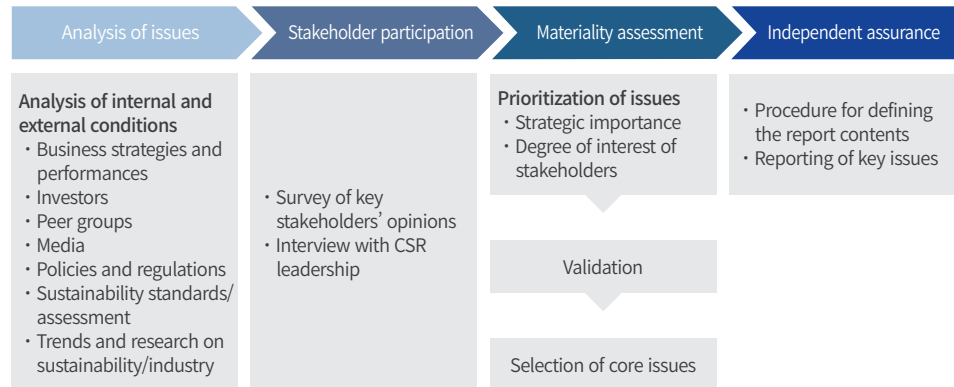 Analysis of issues
Stakeholder participation
Materiality assessment
Independent assurance
Analysis of internal and
external conditions
· Business strategies and
performances
· Investors
· Peer groups
· Media
· Policies and regulations
· Sustainability standards/
assessment
· Trends and research on
sustainability/industry
· Survey of key
stakeholders’ opinions
· Interview with CSR
leadership
Prioritization of issues
· Strategic importance
· Degree of interest of
stakeholders
Validation
Selection of core issues
· Procedure for defining
the report contents
· Reporting of key issues